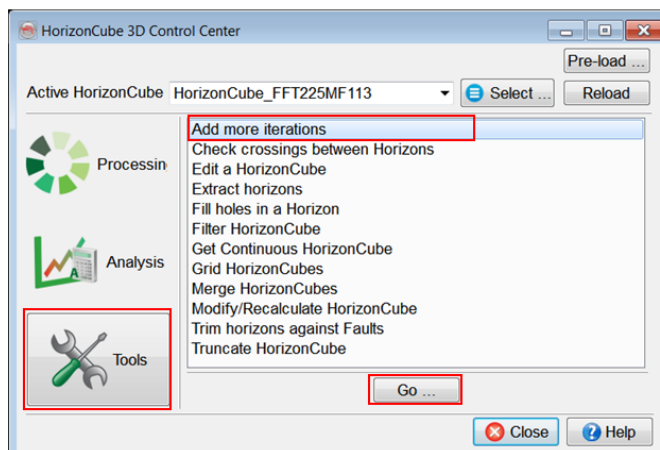 HorizonCube 3D Control Center
Pre-load ...
Active HorizonCube HorizonCube_FFT225MF113 Select ... Reload
Add more iterations
Check crossings between Horizons
Processin
Edit a HorizonCube
Extract horizons
Fill holes in a Horizon
Filter HorizonCube
Get Continuous HorizonCube
Analysis
Grid HorizonCubes
Merge HorizonCubes
Modify/Recalculate HorizonCube
Trim horizons against Faults
Truncate HorizonCube
Tools
Go ...
Close Help